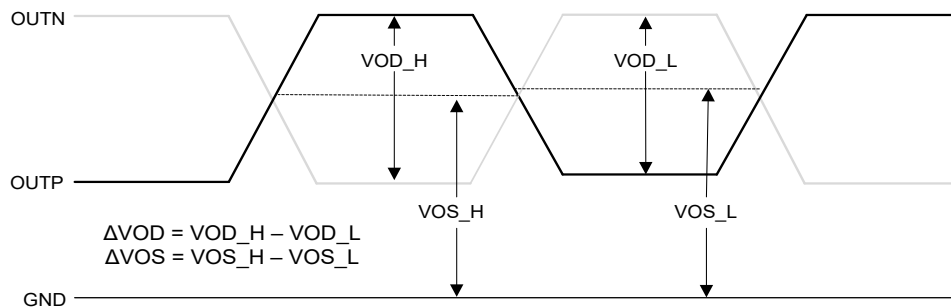 OUTN
VOD_H
VOD_L
OUTP
VOS_H
VOS_L
ΔVOD = VOD_H – VOD_L
ΔVOS = VOS_H – VOS_L
GND